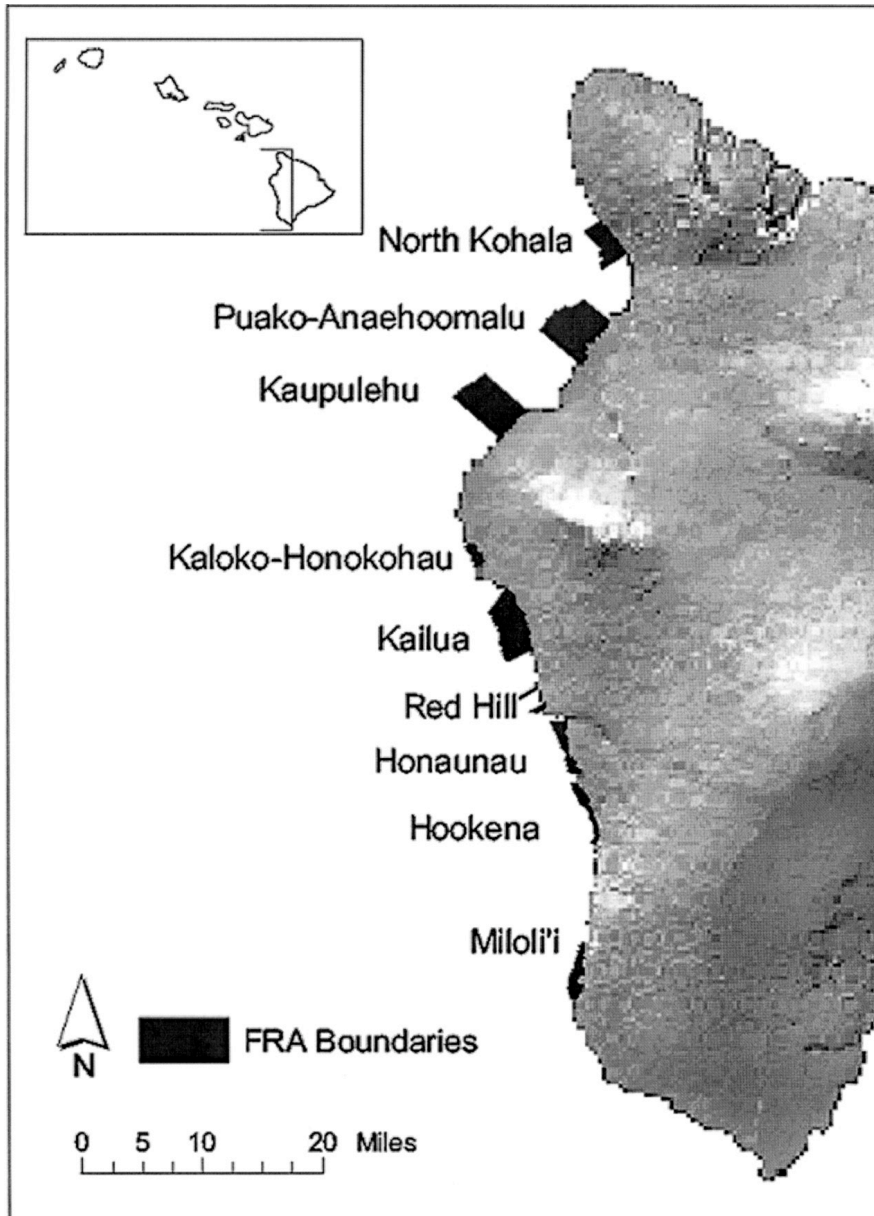 North Kohala
Puako-Anaehoomalu
Kaupulehu
Kaloko-Honokohau
Kailua
Red Hill
Honaunau
Hookena
Miloli'i
N
FRA Boundaries
0 5 10 20 Miles